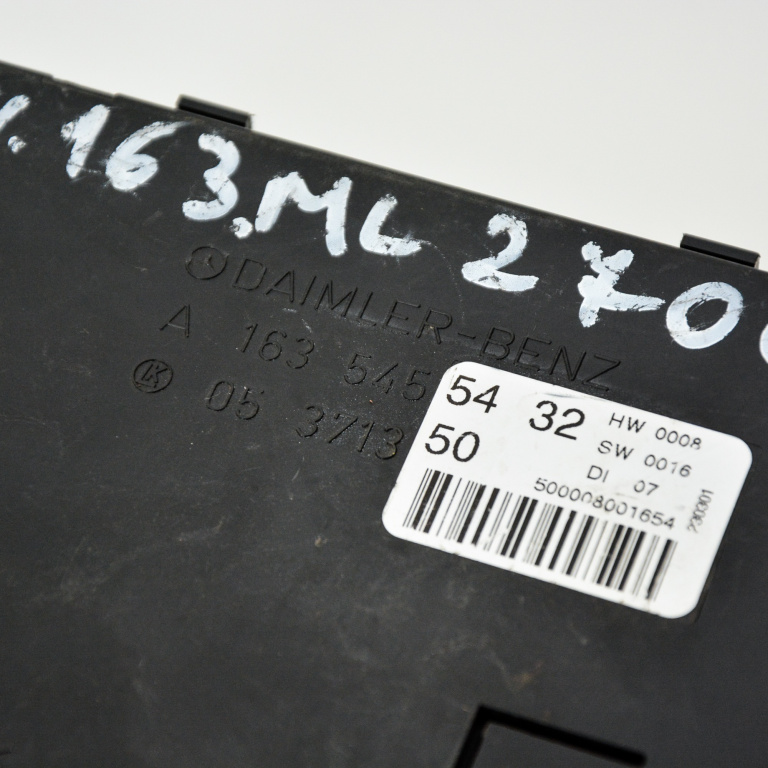 .163.ML 270
DAIMLER-BENZ
A 163 545 54 32
05 3713 50
HW 0008
SW 0016
DI 07
500008001654
230301